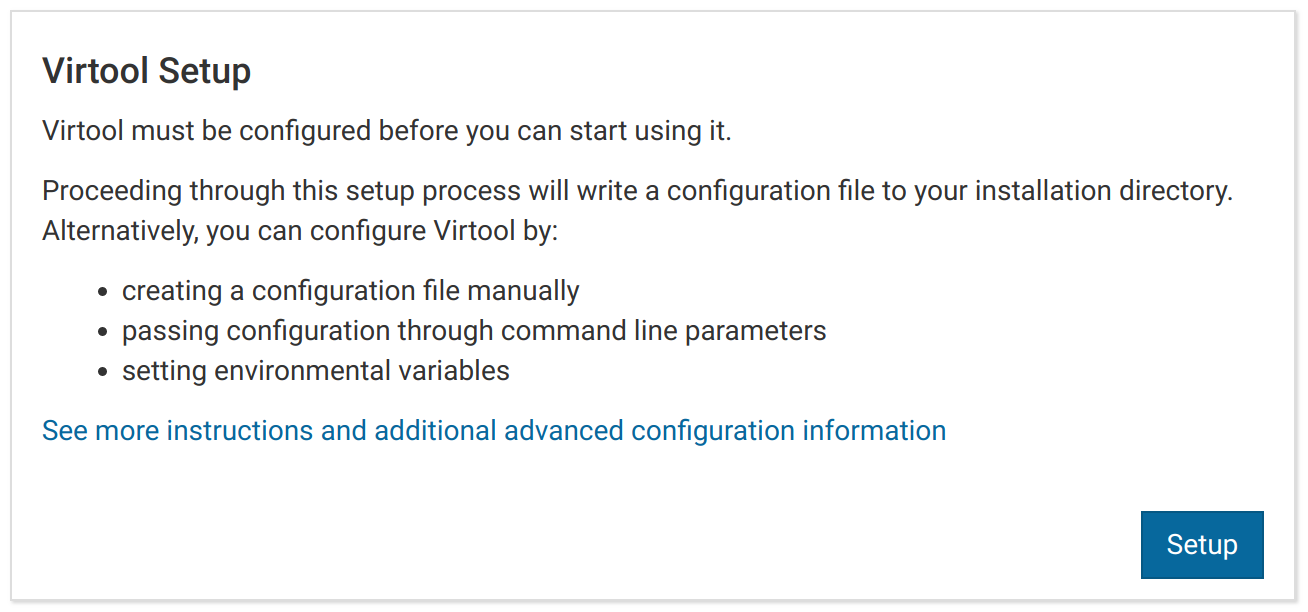 Virtool Setup
Virtool must be configured before you can start using it.
Proceeding through this setup process will write a configuration file to your installation directory.
Alternatively, you can configure Virtool by:
• creating a configuration file manually
• passing configuration through command line parameters
• setting environmental variables
See more instructions and additional advanced configuration information
Setup